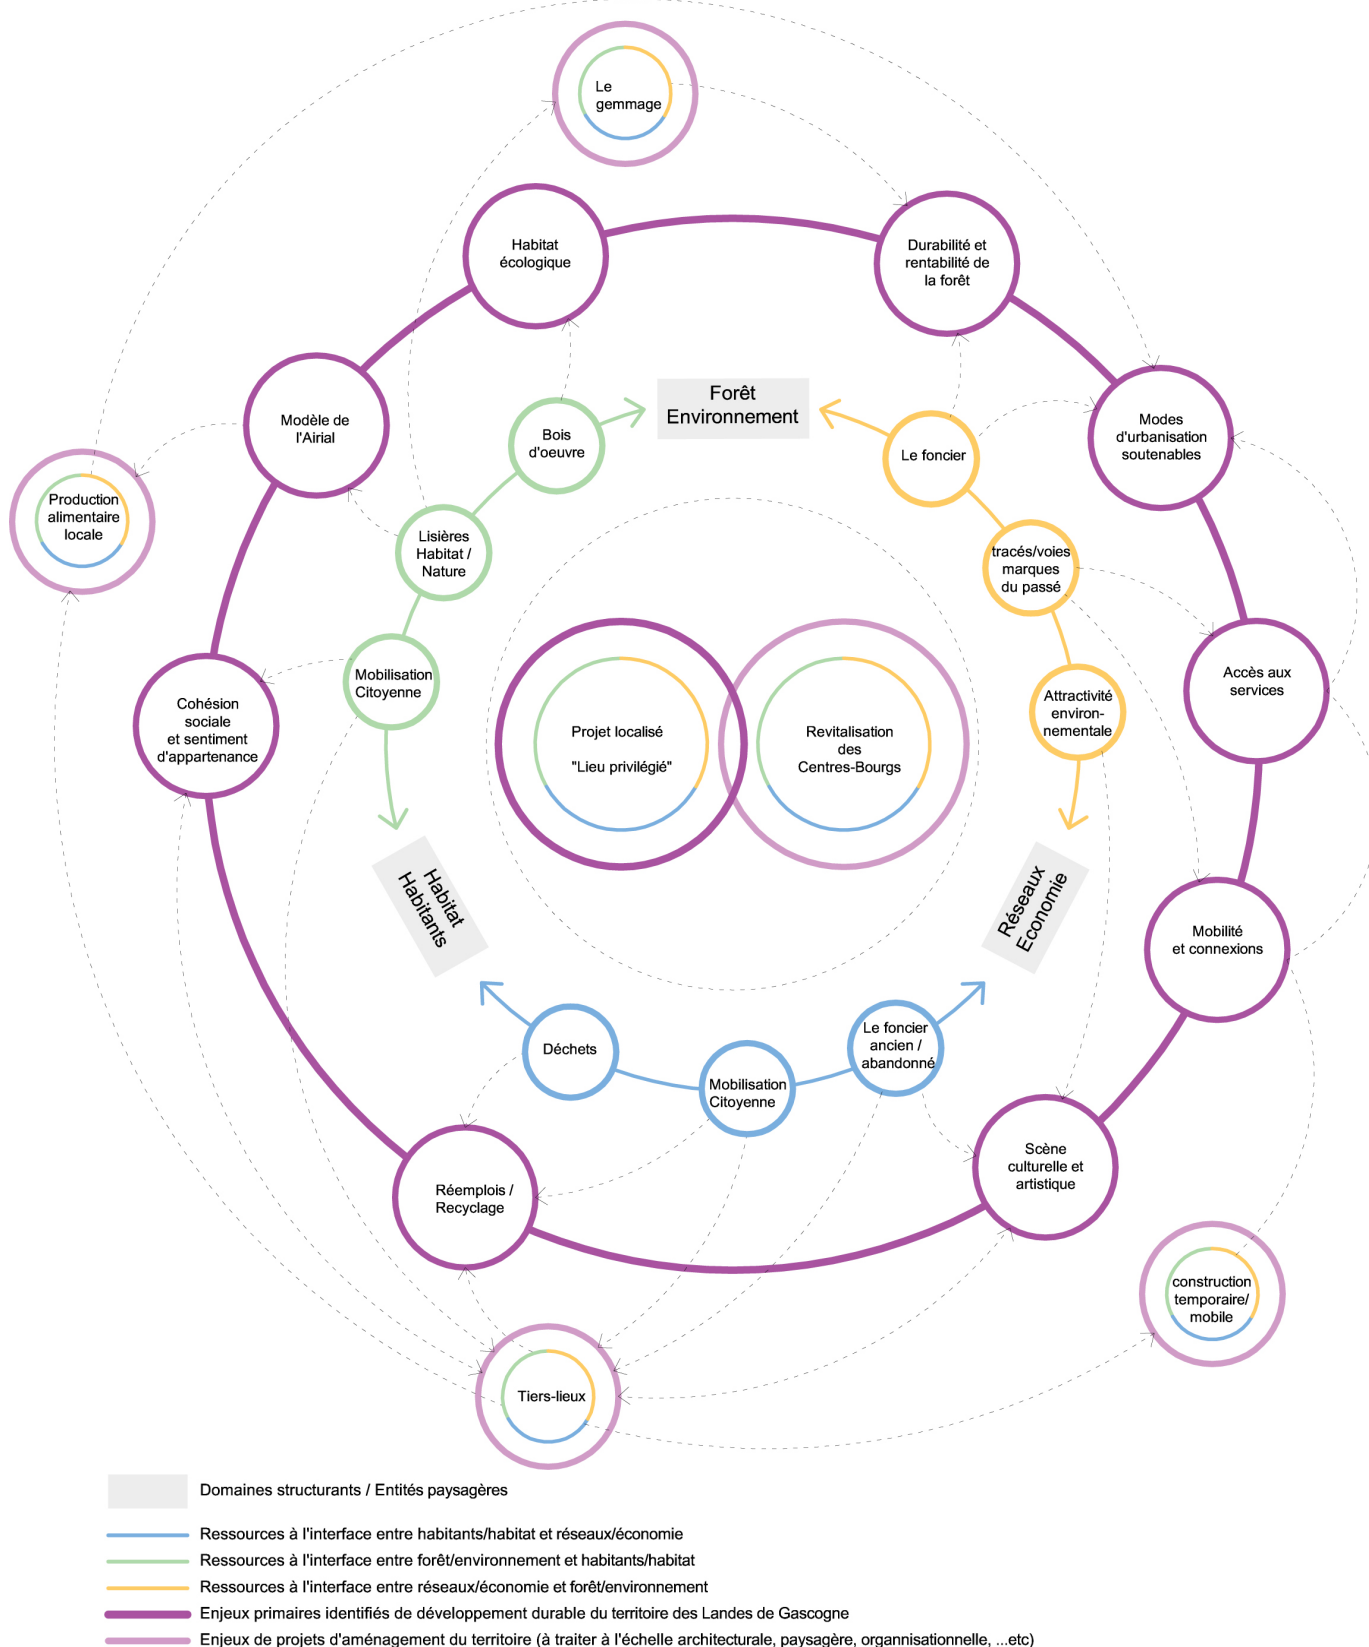 Le
gemmage
Habitat
écologique
Durabilité et
rentabilité de
la forêt
Forêt
Environnement
Modèle de
l'Airial
Bois
d'oeuvre
Le foncier
Modes
d'urbanisation
soutenables
Production
alimentaire
locale
Lisières
Habitat /
Nature
tracés/voies
marques
du passé
Mobilisation
Citoyenne
Attractivité
environ-
nementale
Accès aux
services
Cohésion
sociale
et sentiment
d'appartenance
Projet localisé
"Lieu privilégié"
Revitalisation
des
Centres-Bourgs
Habitat
Habitants
Réseaux
Economie
Mobilité
et connexions
Déchets
Mobilisation
Citoyenne
Le foncier
ancien /
abandonné
Réemplois /
Recyclage
Scène
culturelle et
artistique
construction
temporaire/
mobile
Tiers-lieux
Domaines structurants / Entités paysagères
Ressources à l'interface entre habitants/habitat et réseaux/économie
Ressources à l'interface entre forêt/environnement et habitants/habitat
Ressources à l'interface entre réseaux/économie et forêt/environnement
Enjeux primaires identifiés de développement durable du territoire des Landes de Gascogne
Enjeux de projets d'aménagement du territoire (à traiter à l'échelle architecturale, paysagère, organnisationnelle, ...etc)